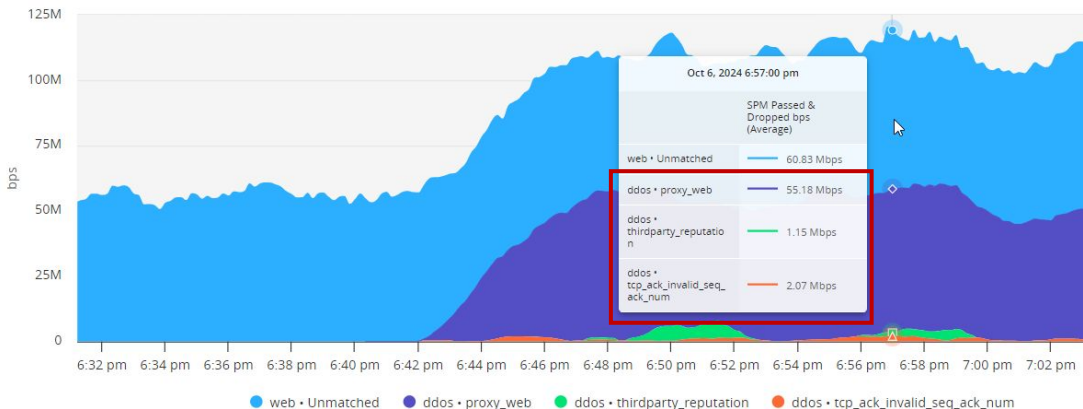 125M
100M
75M
50M
25M
0
bps
Oct 6, 2024 6:57:00 pm
SPM Passed &
Dropped bps
(Average)
web • Unmatched 60.83 Mbps
ddos • proxy_web 55.18 Mbps
ddos •
thirdparty_reputatio
n
1.15 Mbps
ddos •
tcp_ack_invalid_seq_
ack_num
2.07 Mbps
6:32 pm 6:34 pm 6:36 pm 6:38 pm 6:40 pm 6:42 pm 6:44 pm 6:46 pm 6:48 pm 6:50 pm 6:52 pm 6:54 pm 6:56 pm 6:58 pm 7:00 pm 7:02 pm
web • Unmatched ddos • proxy_web ddos • thirdparty_reputation ddos • tcp_ack_invalid_seq_ack_num